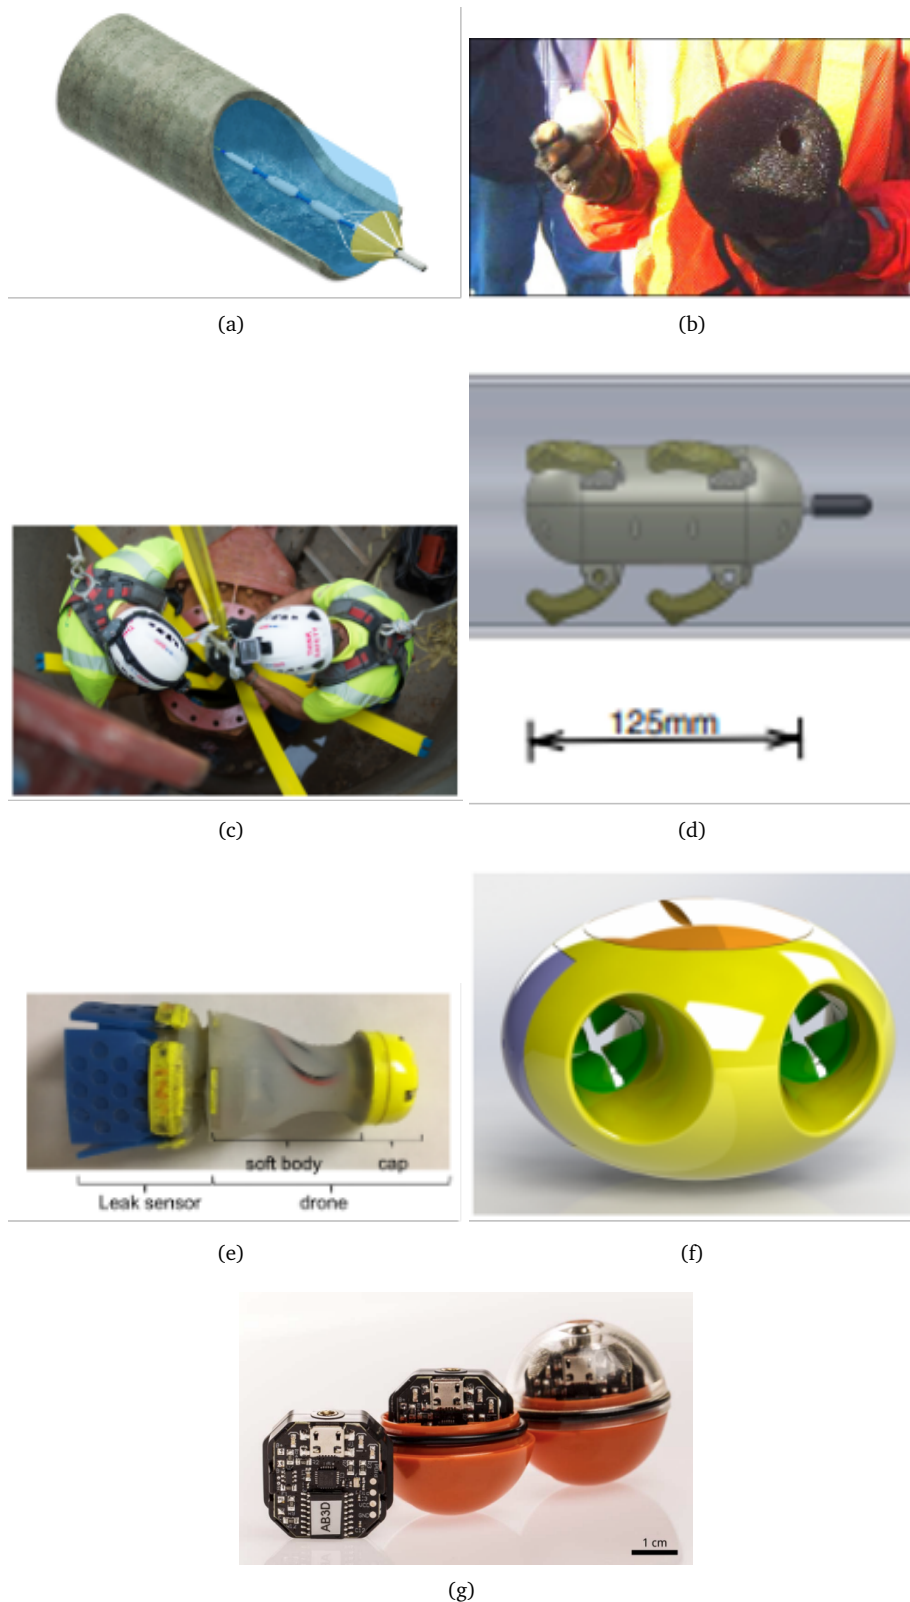 (a)
(b)
125mm
(c)
(d)
soft body
cap
Leak sensor
drone
(e)
(f)
AB3D
1 cm
(g)